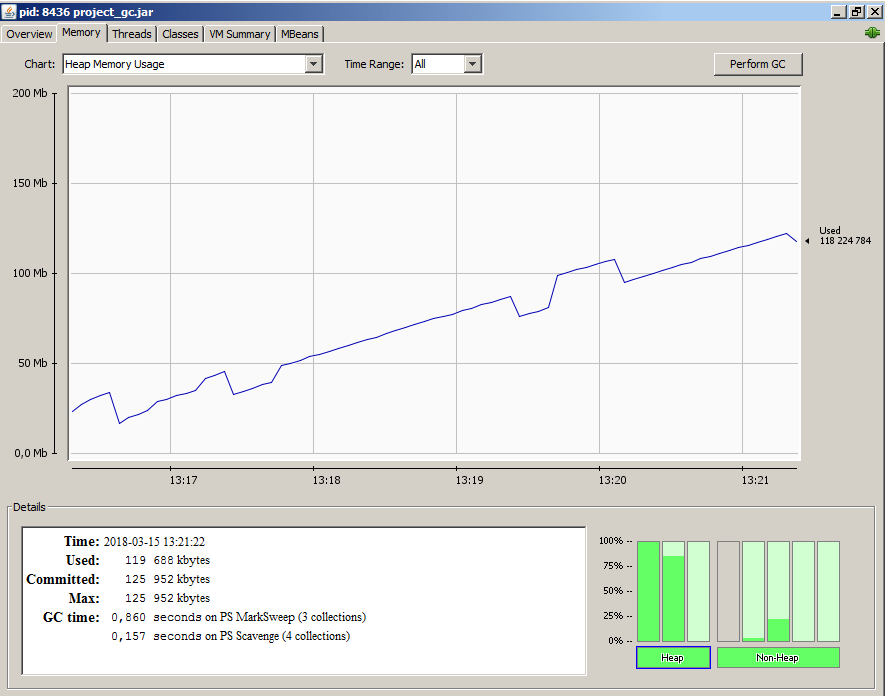 pid: 8436 project_gc.jar
Overview Memory Threads Classes VM Summary MBeans
Chart: Heap Memory Usage Time Range: All Perform GC
200 Mb
150 Mb
100 Mb
50 Mb
0,0 Mb
Used
118 224 784
13:17 13:18 13:19 13:20 13:21
Details
Time: 2018-03-15 13:21:22
Used: 119 688 kbytes
Committed: 125 952 kbytes
Max: 125 952 kbytes
GC time: 0,860 seconds on PS MarkSweep (3 collections)
0,157 seconds on PS Scavenge (4 collections)
100% --
75% --
50% --
25% --
0% --
Heap Non-Heap